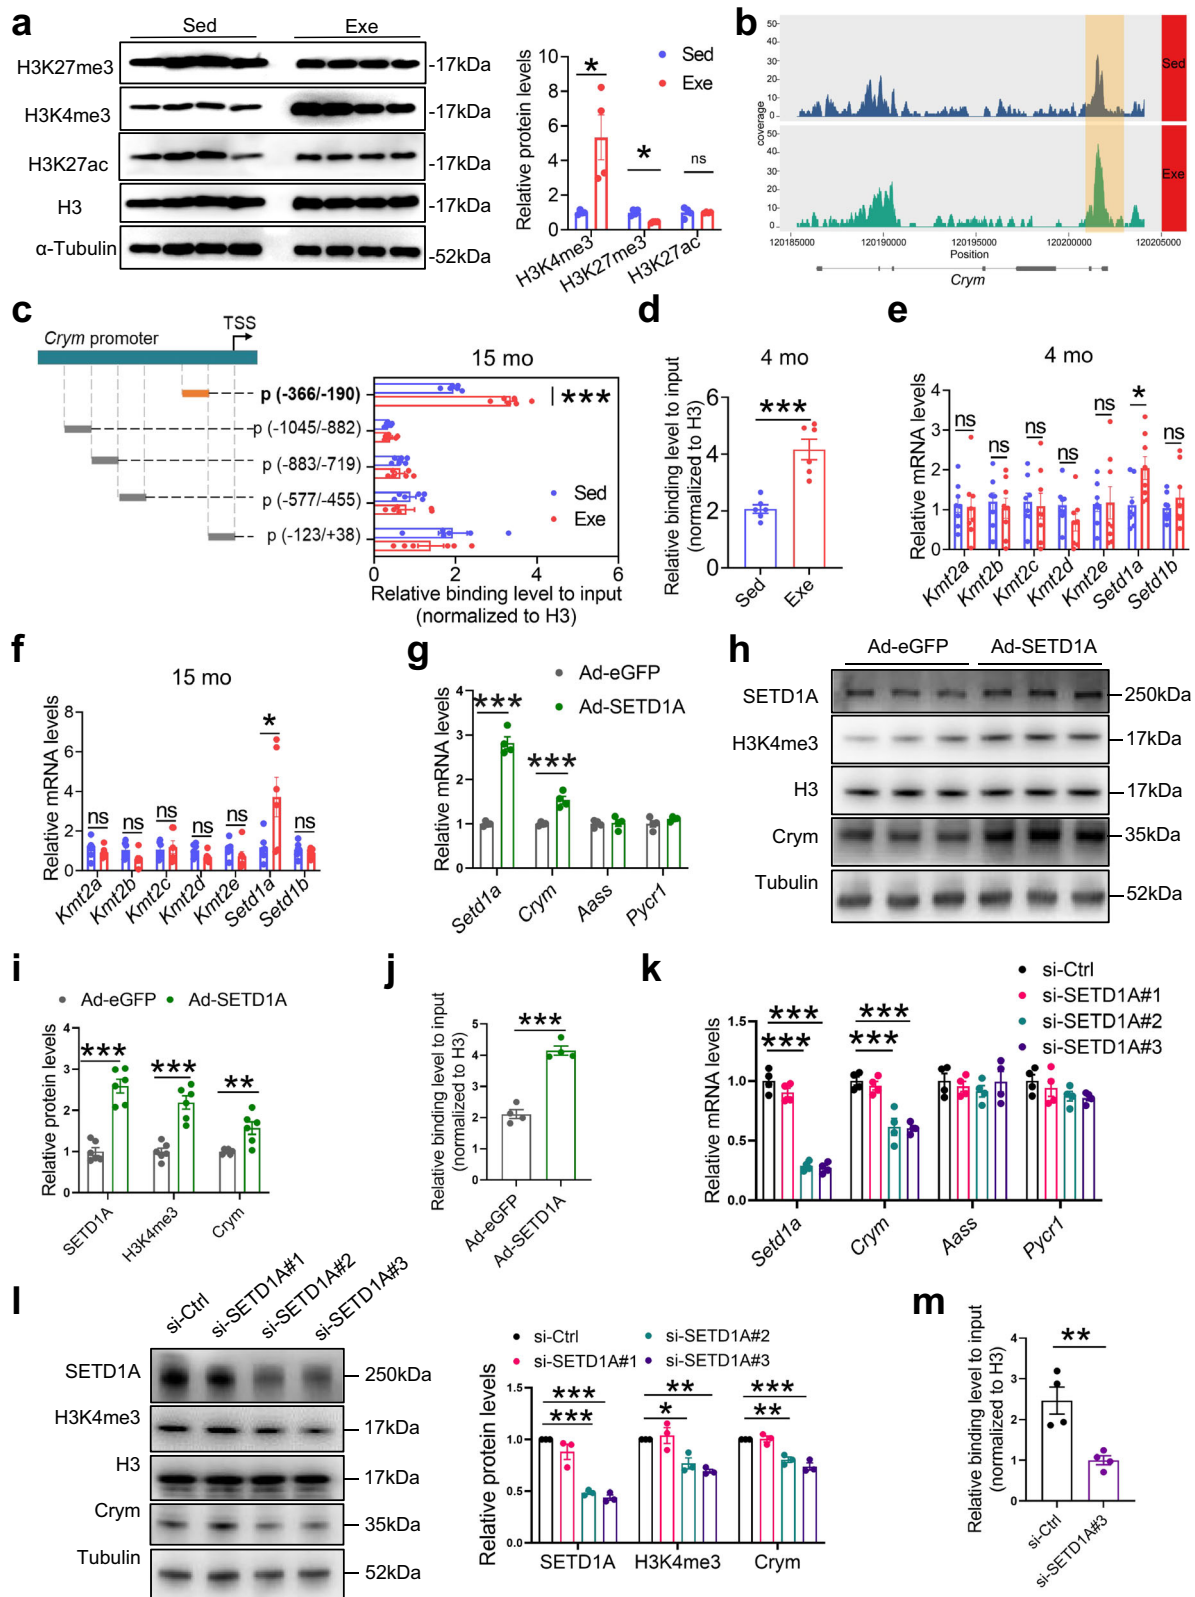 a
Sed Exe
H3K27me3 -17kDa
H3K4me3 -17kDa
H3K27ac -17kDa
H3 -17kDa
α-Tubulin -52kDa
Relative protein levels
10
8
6
4
2
0
* * ns
Sed
Exe
H3K4me3 H3K27me3 H3K27ac
b
coverage
50
40
30
20
10
0
Sed
50
40
30
20
10
0
Exe
120185000 120190000 120195000 120200000 120205000
Position
Crym
c
Crym promoter TSS
15 mo
p (-366/-190)
p (-1045/-882)
p (-883/-719)
p (-577/-455)
p (-123/+38)
***
Sed
Exe
0 2 4 6
Relative binding level to input
(normalized to H3)
d
4 mo
Relative binding level to input
(normalized to H3)
6
4
2
0
***
Sed Exe
e
4 mo
Relative mRNA levels
4
3
2
1
0
ns ns ns ns ns * ns
Kmt2a Kmt2b Kmt2c Kmt2d Kmt2e Setd1a Setd1b
f
15 mo
Relative mRNA levels
8
6
4
2
0
ns ns ns ns ns * ns
Kmt2a Kmt2b Kmt2c Kmt2d Kmt2e Setd1a Setd1b
g
Ad-eGFP
Ad-SETD1A
Relative mRNA levels
4
3
2
1
0
*** ***
Setd1a Crym Aass Pycr1
h
Ad-eGFP Ad-SETD1A
SETD1A 250kDa
H3K4me3 17kDa
H3 17kDa
Crym 35kDa
Tubulin 52kDa
i
Ad-eGFP Ad-SETD1A
Relative protein levels
4
3
2
1
0
*** *** **
SETD1A H3K4me3 Crym
j
Relative binding level to input
(normalized to H3)
5
4
3
2
1
0
***
Ad-eGFP Ad-SETD1A
k
si-Ctrl
si-SETD1A#1
si-SETD1A#2
si-SETD1A#3
Relative mRNA levels
1.5
1.0
0.5
0.0
*** ***
*** ***
Setd1a Crym Aass Pycr1
l
si-Ctrl si-SETD1A#1 si-SETD1A#2 si-SETD1A#3
SETD1A 250kDa
H3K4me3 17kDa
H3 17kDa
Crym 35kDa
Tubulin 52kDa
si-Ctrl si-SETD1A#2
si-SETD1A#1 si-SETD1A#3
Relative protein levels
1.5
1.0
0.5
0.0
*** ** ***
*** * **
SETD1A H3K4me3 Crym
m
Relative binding level to input
(normalized to H3)
4
3
2
1
0
**
si-Ctrl si-SETD1A#3